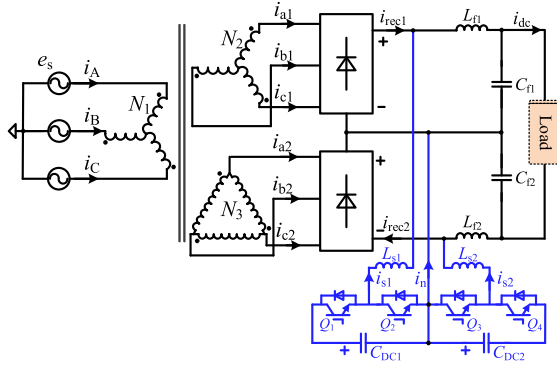 e_s
i_A
i_B
i_C
N_1
N_2
N_3
i_a1
i_b1
i_c1
i_a2
i_b2
i_c2
+
−
+
−
i_rec1
i_rec2
L_f1
L_f2
i_dc
C_f1
C_f2
Load
L_s1
L_s2
i_s1
i_n
i_s2
Q_1
Q_2
Q_3
Q_4
+
C_DC1
+
C_DC2